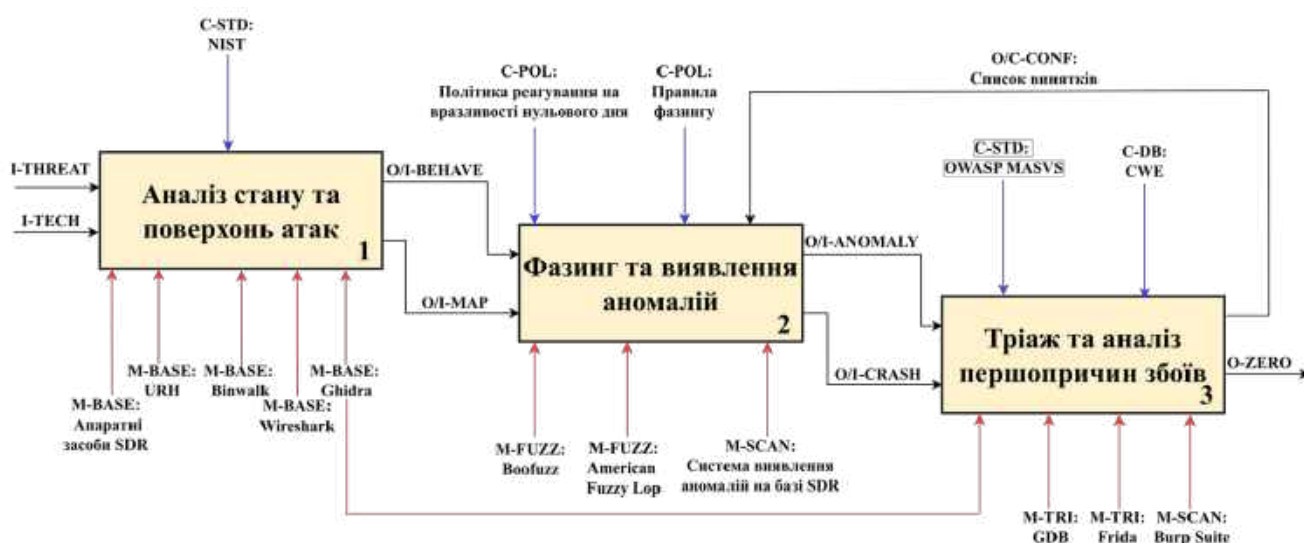 C-STD:
NIST
C-POL:
Політика реагування на
вразливості нульового дня
C-POL:
Правила
фазингу
O/C-CONF:
Список винятків
C-STD:
OWASP MASVS
C-DB:
CWE
I-THREAT
I-TECH
Аналіз стану та
поверхонь атак
1
O/I-BEHAVE
O/I-MAP
Фазинг та виявлення
аномалій
2
O/I-ANOMALY
O/I-CRASH
Тріаж та аналіз
першопричин збоїв
3
O-ZERO
M-BASE:
Апаратні
засоби SDR
M-BASE:
URH
M-BASE:
Binwalk
M-BASE:
Wireshark
M-BASE:
Ghidra
M-FUZZ:
Boofuzz
M-FUZZ:
American
Fuzzy Lop
M-SCAN:
Система виявлення
аномалій на базі SDR
M-TRI:
GDB
M-TRI:
Frida
M-SCAN:
Burp Suite